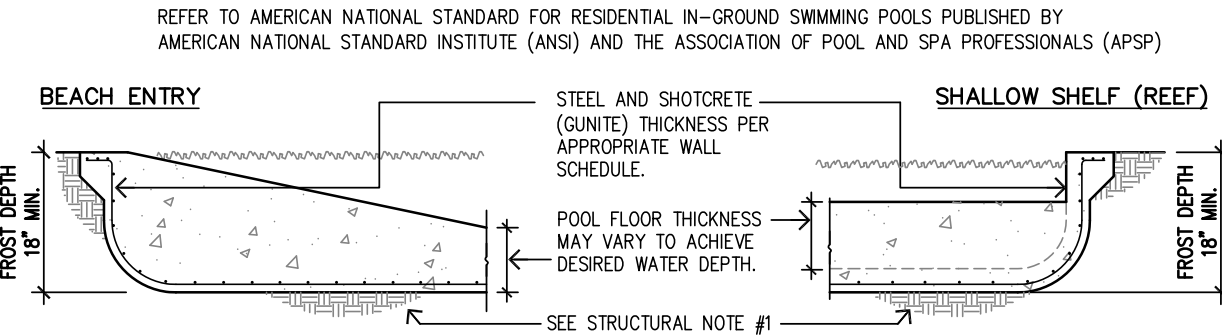 REFER TO AMERICAN NATIONAL STANDARD FOR RESIDENTIAL IN-GROUND SWIMMING POOLS PUBLISHED BY
AMERICAN NATIONAL STANDARD INSTITUTE (ANSI) AND THE ASSOCIATION OF POOL AND SPA PROFESSIONALS (APSP)
BEACH ENTRY
STEEL AND SHOTCRETE
(GUNITE) THICKNESS PER
APPROPRIATE WALL
SCHEDULE.
SHALLOW SHELF (REEF)
FROST DEPTH
18" MIN.
POOL FLOOR THICKNESS
MAY VARY TO ACHIEVE
DESIRED WATER DEPTH.
FROST DEPTH
18" MIN.
SEE STRUCTURAL NOTE #1